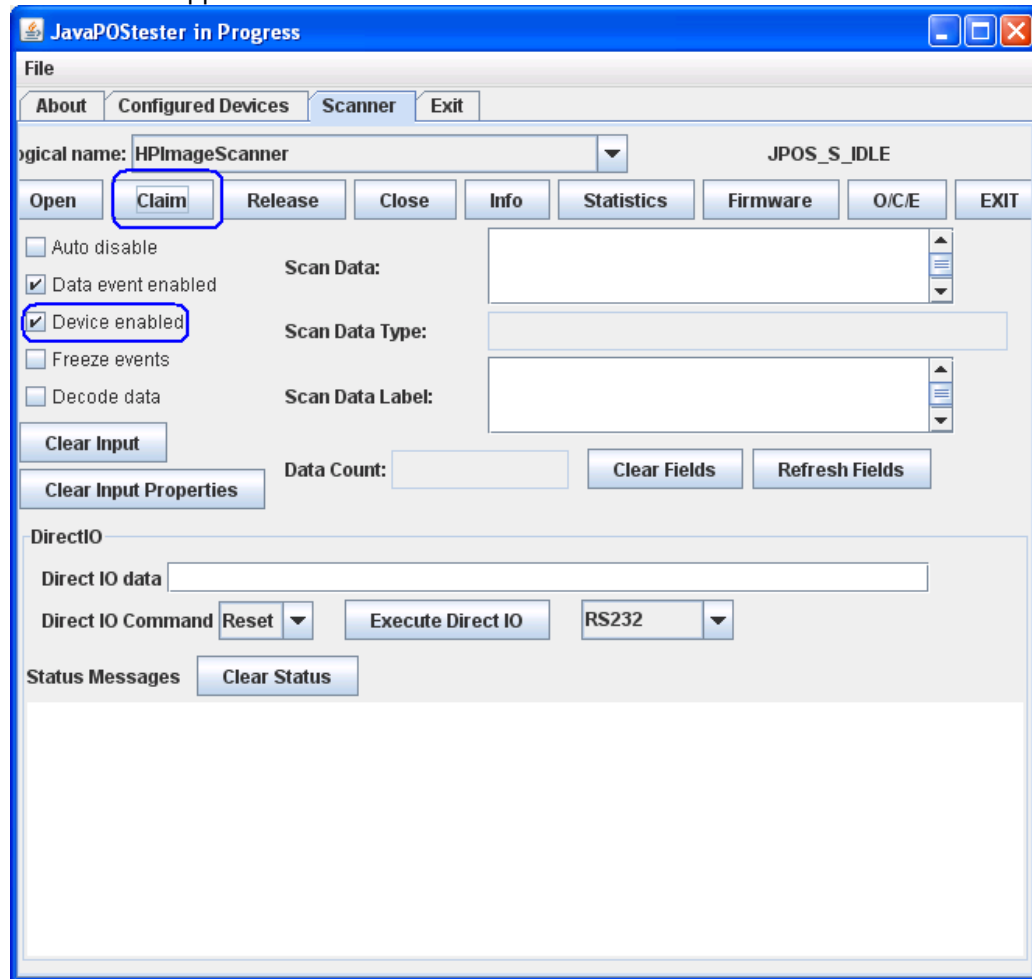 JavaPOStester in Progress
File
About Configured Devices Scanner Exit
ogical name: HPImageScanner JPOS_S_IDLE
Open Claim Release Close Info Statistics Firmware O/C/E EXIT
Auto disable
Scan Data:
Data event enabled
Device enabled
Scan Data Type:
Freeze events
Decode data Scan Data Label:
Clear Input
Data Count: Clear Fields Refresh Fields
Clear Input Properties
DirectIO
Direct IO data
Direct IO Command Reset Execute Direct IO RS232
Status Messages Clear Status